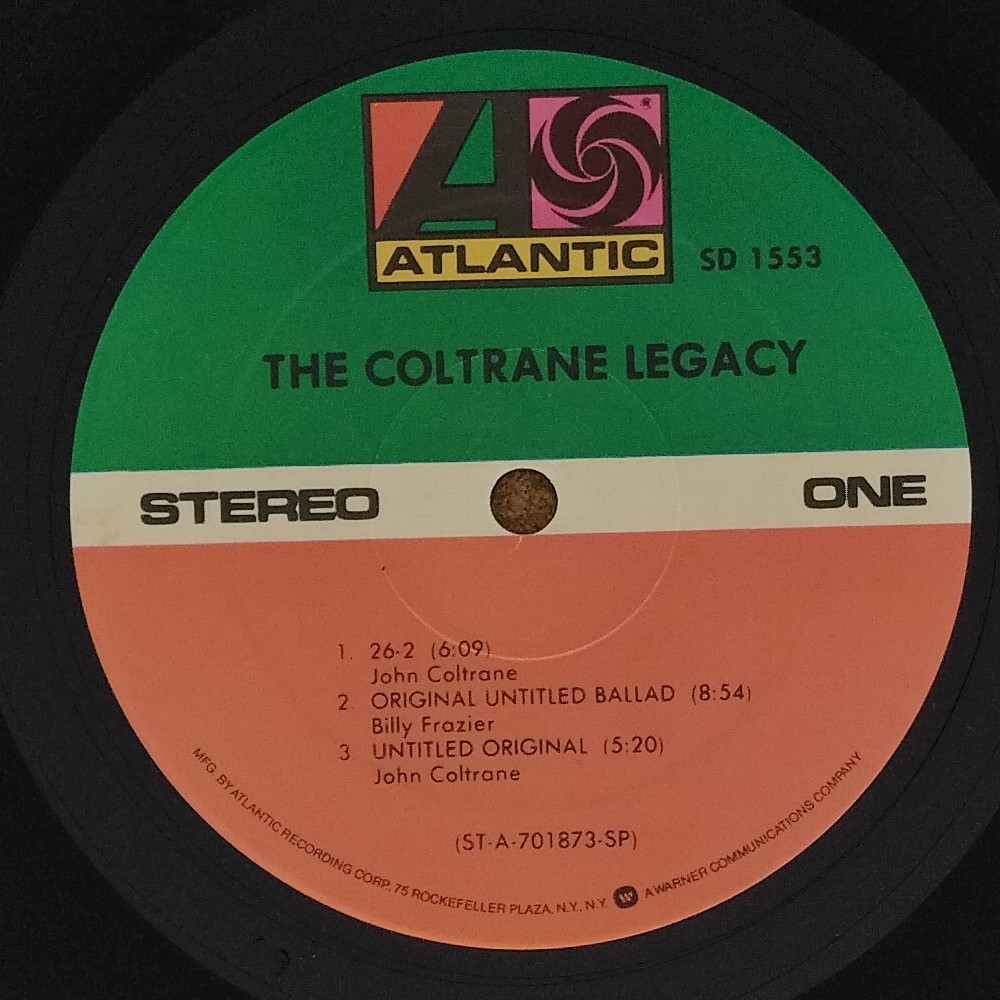 ATLANTIC
SD 1553
THE COLTRANE LEGACY
STEREO
ONE
1. 26-2 (6:09)
John Coltrane
2. ORIGINAL UNTITLED BALLAD (8:54)
Billy Frazier
3 UNTITLED ORIGINAL (5:20)
John Coltrane
(ST-A-701873-SP)
MFG. BY ATLANTIC RECORDING CORP., 75 ROCKEFELLER PLAZA, N.Y., N.Y. W A WARNER COMMUNICATIONS COMPANY